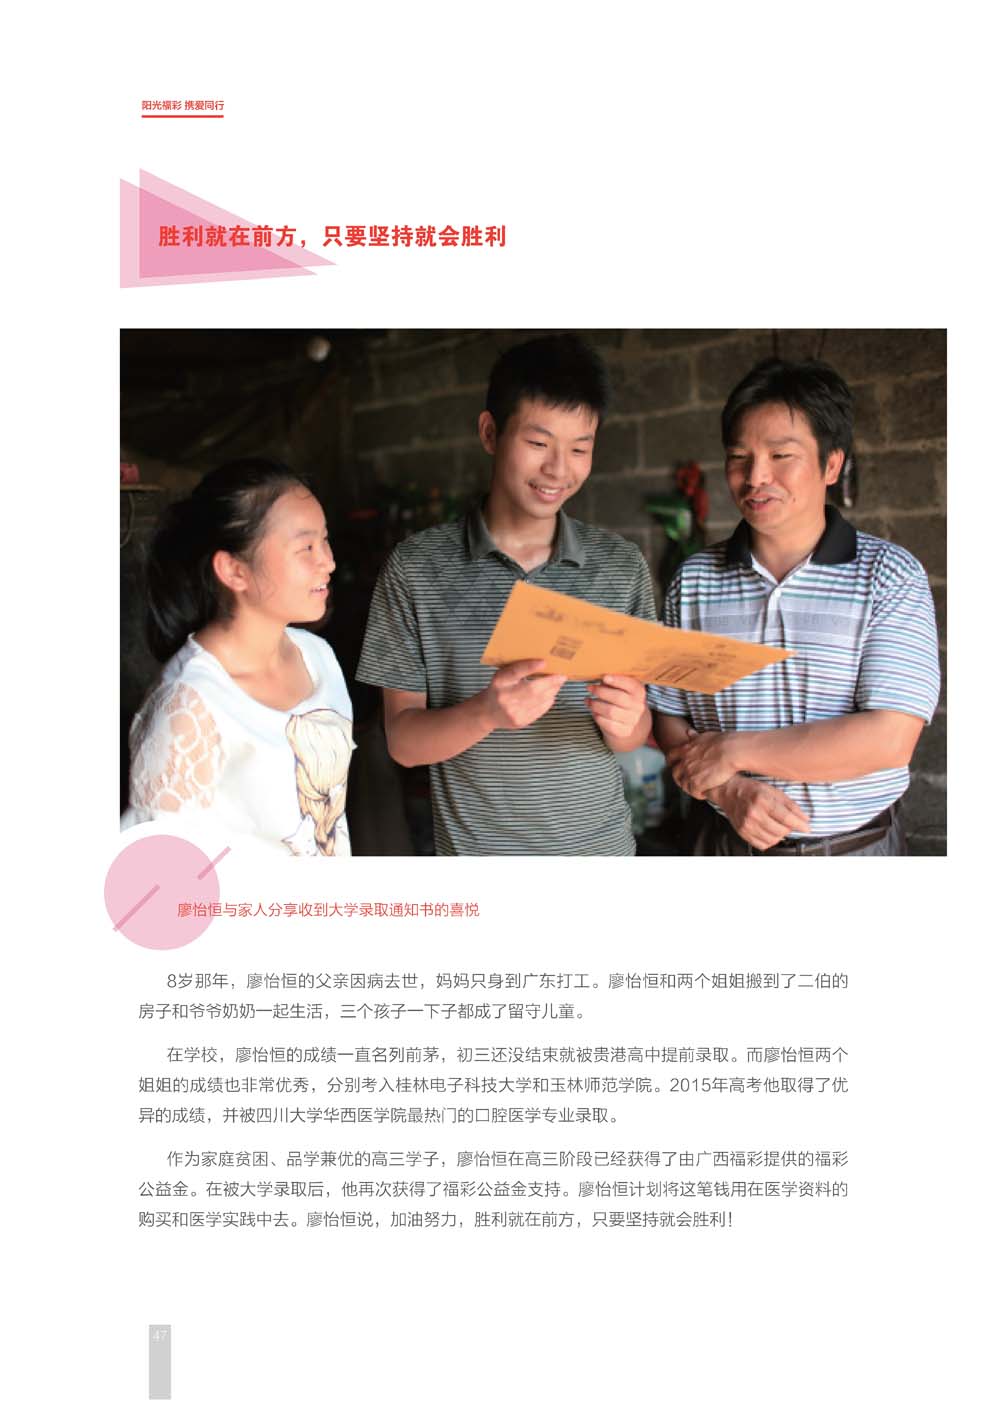 阳光福彩 携爱同行
胜利就在前方，只要坚持就会胜利
廖怡恒与家人分享收到大学录取通知书的喜悦
8岁那年，廖怡恒的父亲因病去世，妈妈只身到广东打工。廖怡恒和两个姐姐搬到了二伯的
房子和爷爷奶奶一起生活，三个孩子一下子都成了留守儿童。
在学校，廖怡恒的成绩一直名列前茅，初三还没结束就被贵港高中提前录取。而廖怡恒两个
姐姐的成绩也非常优秀，分别考入桂林电子科技大学和玉林师范学院。2015年高考他取得了优
异的成绩，并被四川大学华西医学院最热门的口腔医学专业录取。
作为家庭贫困、品学兼优的高三学子，廖怡恒在高三阶段已经获得了由广西福彩提供的福彩
公益金。在被大学录取后，他再次获得了福彩公益金支持。廖怡恒计划将这笔钱用在医学资料的
购买和医学实践中去。廖怡恒说，加油努力，胜利就在前方，只要坚持就会胜利！
47